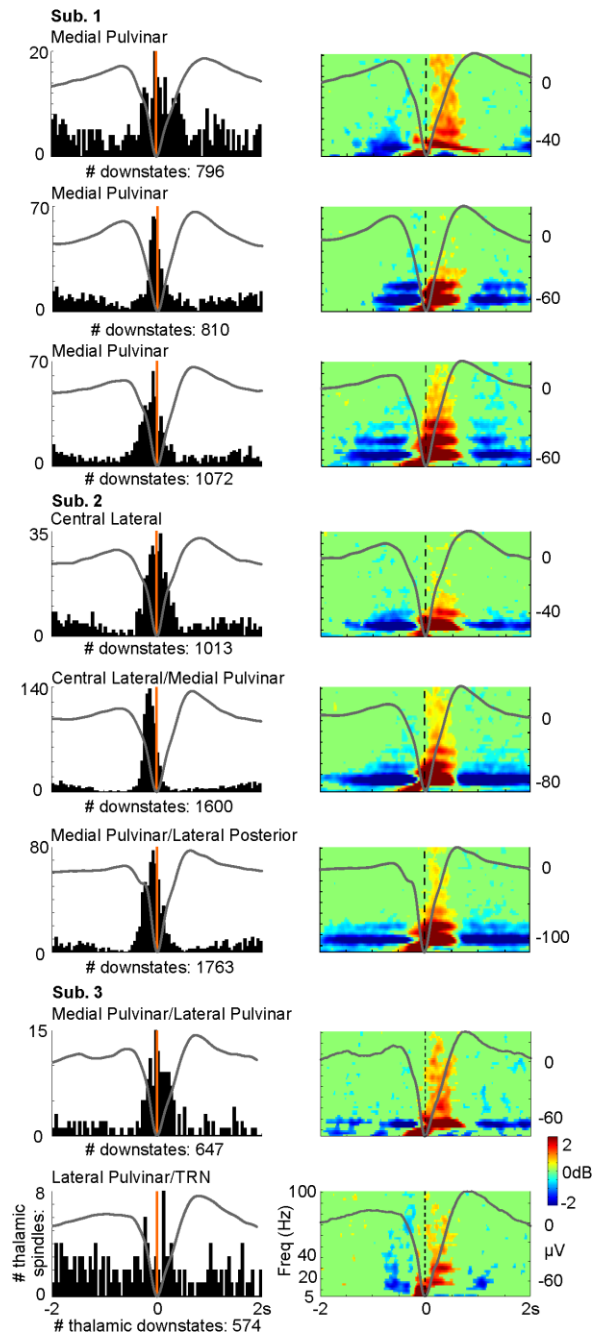 Sub. 1
Medial Pulvinar
20
0
0
-40
# downstates: 796
Medial Pulvinar
70
0
0
-60
# downstates: 810
Medial Pulvinar
70
0
0
-60
# downstates: 1072
Sub. 2
Central Lateral
35
0
0
-40
# downstates: 1013
Central Lateral/Medial Pulvinar
140
0
0
-80
# downstates: 1600
Medial Pulvinar/Lateral Posterior
80
0
0
-100
# downstates: 1763
Sub. 3
Medial Pulvinar/Lateral Pulvinar
15
0
0
-60
# downstates: 647
2
0dB
-2
Lateral Pulvinar/TRN
# thalamic
spindles:
8
0
-2 0 2s
# thalamic downstates: 574
Freq (Hz)
100
40
20
5
0
µV
-60
-2 0 2s